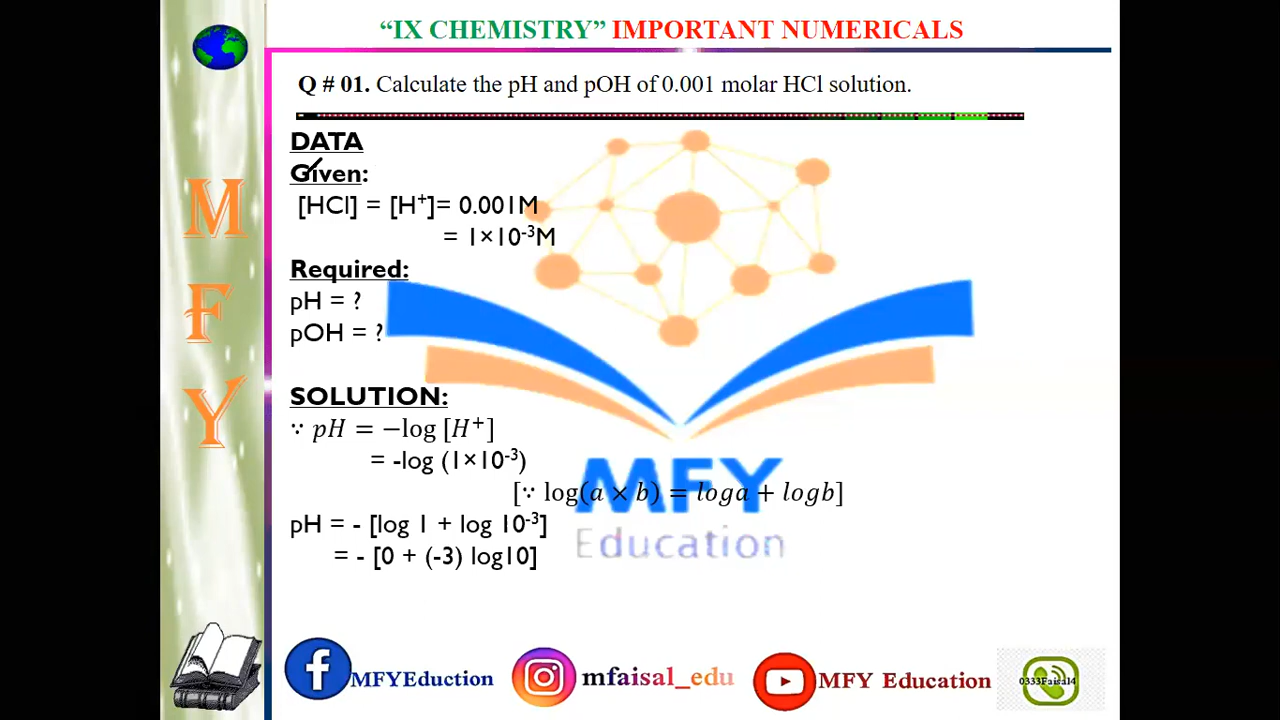 “IX CHEMISTRY” IMPORTANT NUMERICALS
Q # 01. Calculate the pH and pOH of 0.001 molar HCl solution.
DATA
Given:
[HCl] = [H⁺]= 0.001M
= 1×10⁻³M
Required:
pH = ?
pOH = ?
SOLUTION:
∵ pH = −log [H⁺]
= -log (1×10⁻³)
[∵ log(a × b) = loga + logb]
pH = - [log 1 + log 10⁻³]
= - [0 + (-3) log10]
M
F
Y
MFY
Education
MFYEduction
mfaisal_edu
MFY Education
0333Faisal4